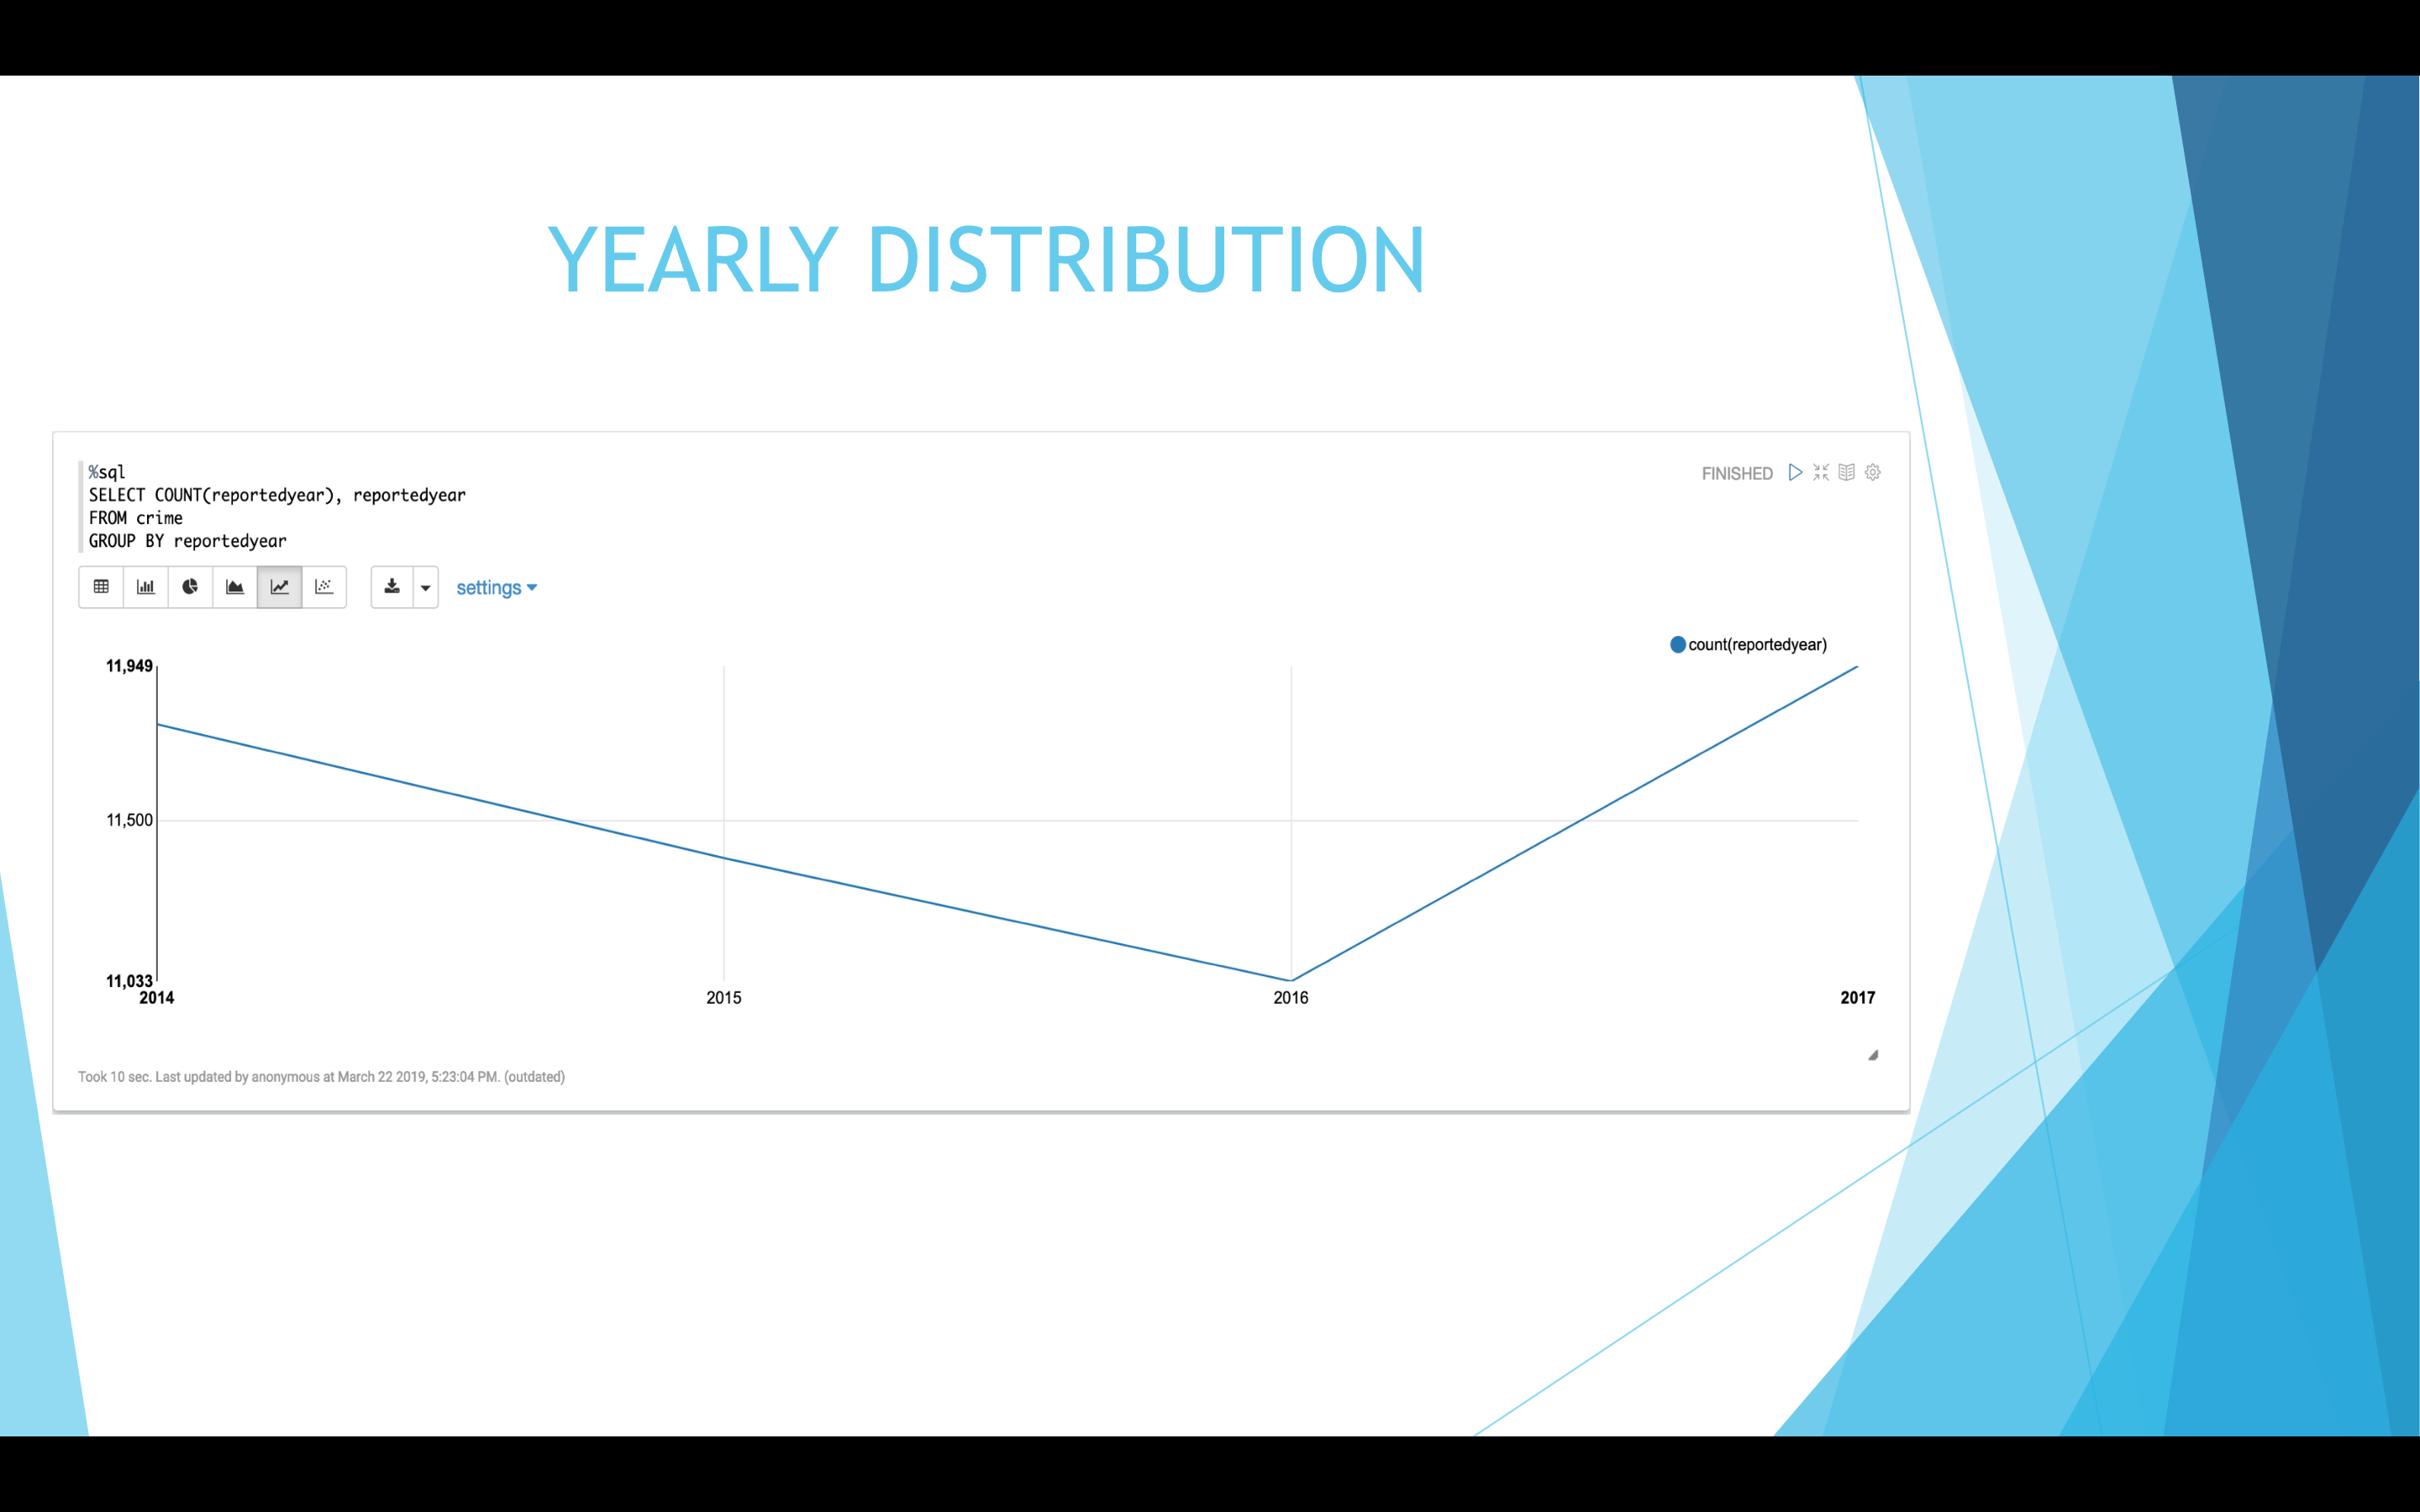 YEARLY DISTRIBUTION
%sql
SELECT COUNT(reportedyear), reportedyear
FROM crime
GROUP BY reportedyear
FINISHED
settings
count(reportedyear)
11,949
11,500
11,033
2014 2015 2016 2017
Took 10 sec. Last updated by anonymous at March 22 2019, 5:23:04 PM. (outdated)